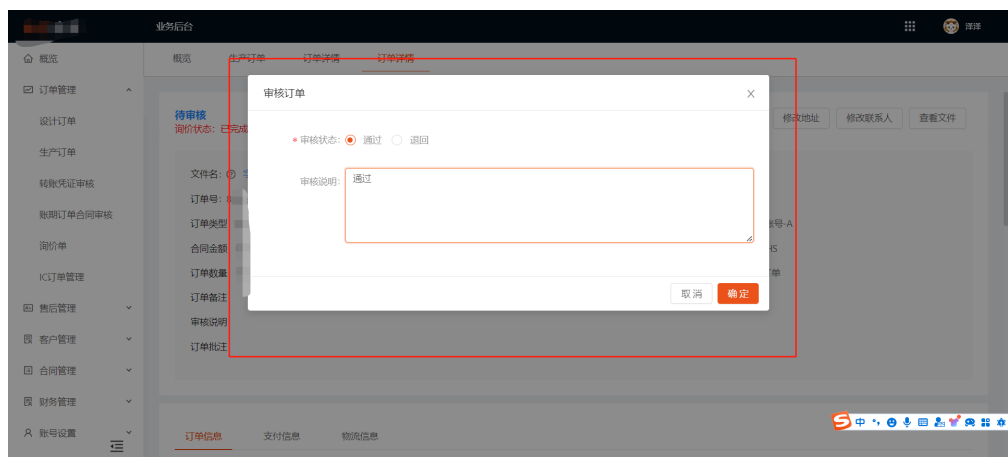 业务后台
洋洋
概览
概览 生产订单 订单详情 订单详情
订单管理
审核订单
设计订单
待审核
修改地址 修改联系人 查看文件
询价状态: 已完成
* 审核状态: 通过 退回
生产订单
文件名:
审核说明: 通过
转账凭证审核
订单号:
账期订单合同审核
订单类型
账号-A
询价单
合同金额
IC订单管理
订单数量
单
取消 确定
订单备注
售后管理
审核说明
客户管理
订单批注
合同管理
财务管理
账号设置
订单信息 支付信息 物流信息
中